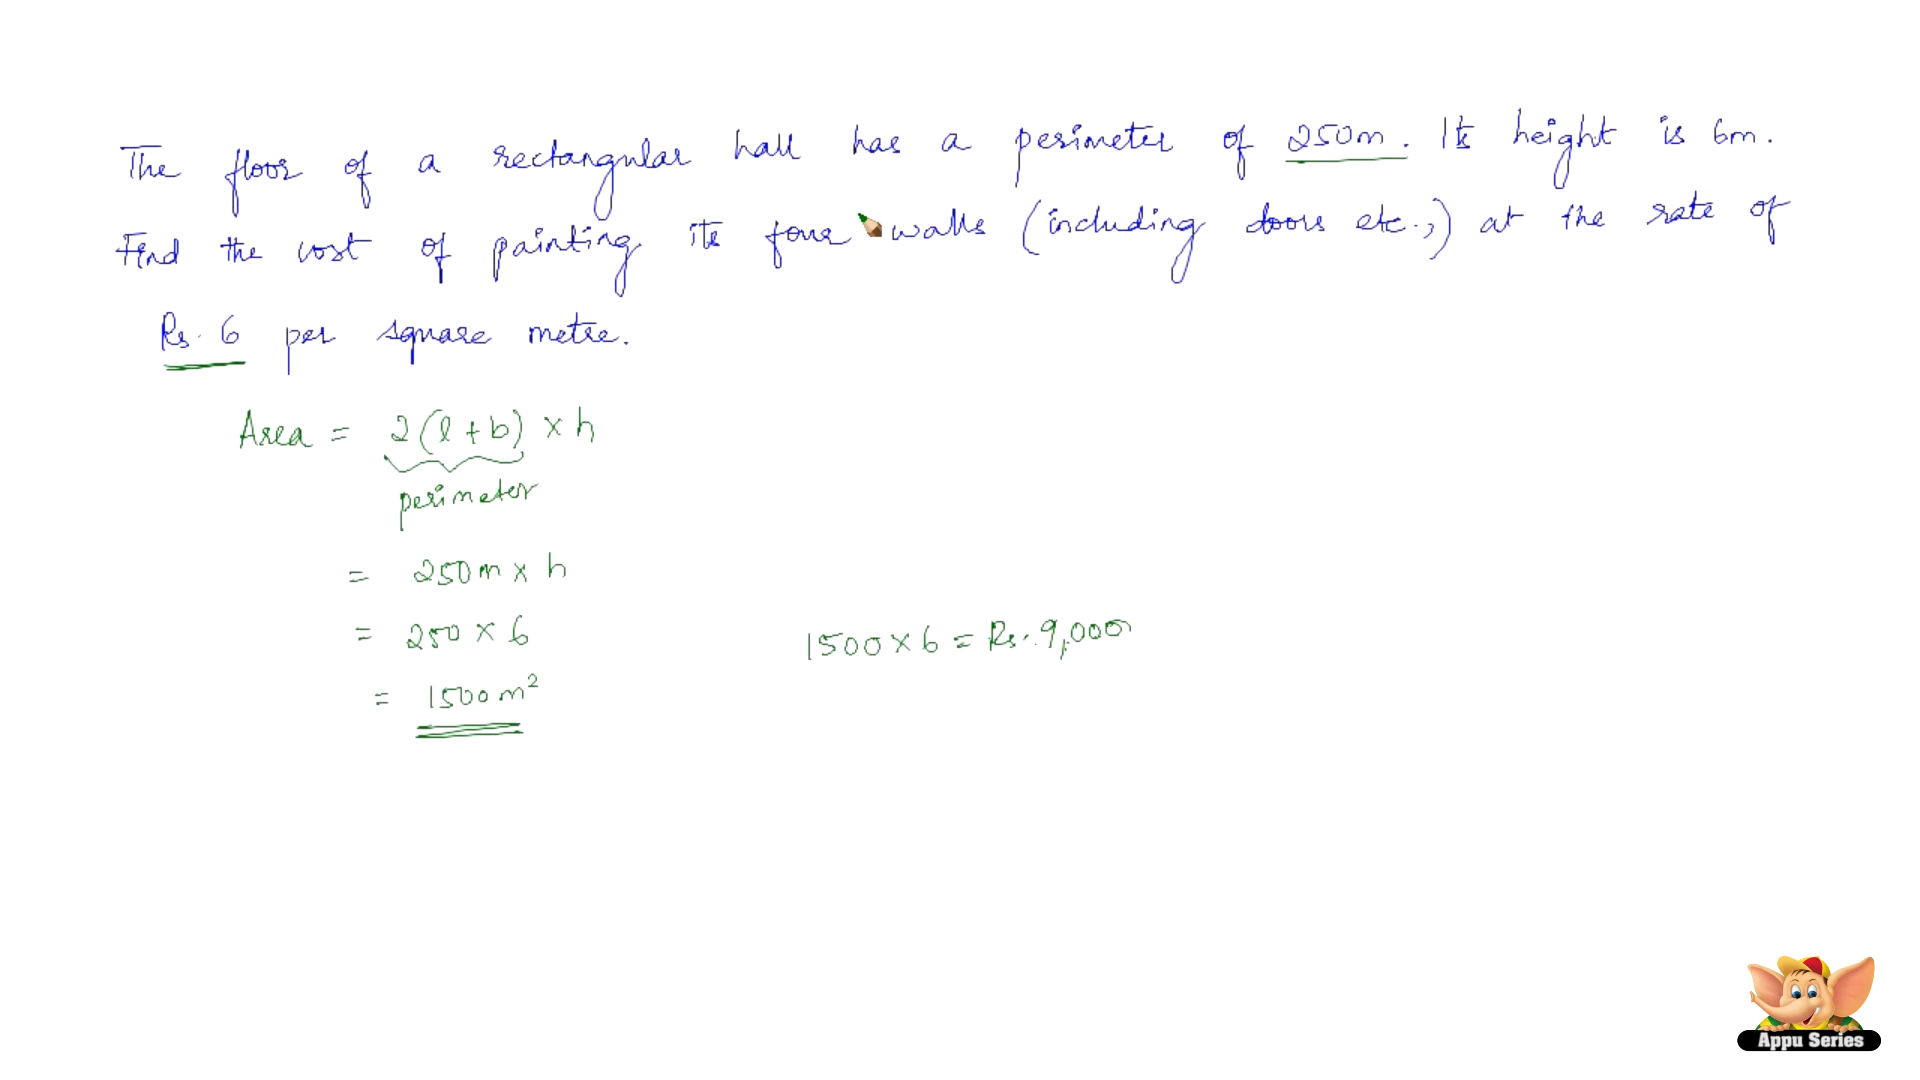 The floor of a rectangular hall has a perimeter of 250m. Its height is 6m.
Find the cost of painting its four walls (including doors etc.,) at the rate of
Rs. 6 per square metre.
Area = 2(l+b) × h
perimeter
= 250m × h
= 250 × 6
1500 × 6 = Rs. 9,000
= 1500 m²
Appu Series